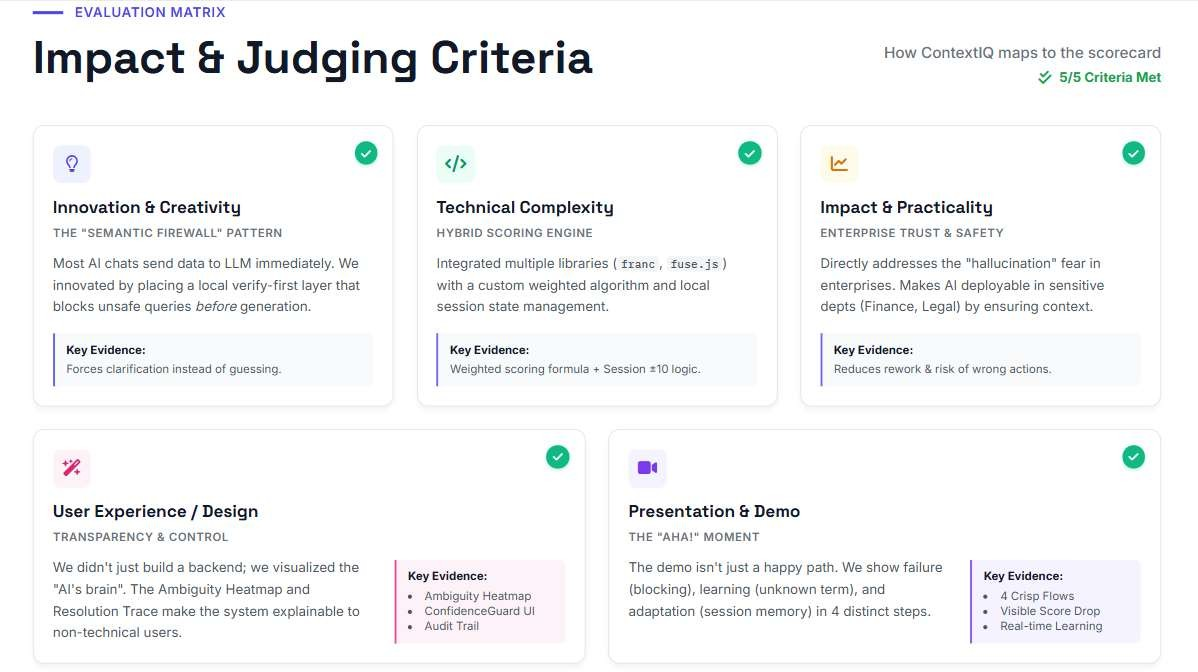 EVALUATION MATRIX
Impact & Judging Criteria
How ContextIQ maps to the scorecard
5/5 Criteria Met
Innovation & Creativity
THE "SEMANTIC FIREWALL" PATTERN
Most AI chats send data to LLM immediately. We
innovated by placing a local verify-first layer that
blocks unsafe queries before generation.
Key Evidence:
Forces clarification instead of guessing.
Technical Complexity
HYBRID SCORING ENGINE
Integrated multiple libraries ( franc , fuse.js )
with a custom weighted algorithm and local
session state management.
Key Evidence:
Weighted scoring formula + Session ±10 logic.
Impact & Practicality
ENTERPRISE TRUST & SAFETY
Directly addresses the "hallucination" fear in
enterprises. Makes AI deployable in sensitive
depts (Finance, Legal) by ensuring context.
Key Evidence:
Reduces rework & risk of wrong actions.
User Experience / Design
TRANSPARENCY & CONTROL
We didn't just build a backend; we visualized the
"AI's brain". The Ambiguity Heatmap and
Resolution Trace make the system explainable to
non-technical users.
Key Evidence:
• Ambiguity Heatmap
• ConfidenceGuard UI
• Audit Trail
Presentation & Demo
THE "AHA!" MOMENT
The demo isn't just a happy path. We show failure
(blocking), learning (unknown term), and
adaptation (session memory) in 4 distinct steps.
Key Evidence:
• 4 Crisp Flows
• Visible Score Drop
• Real-time Learning